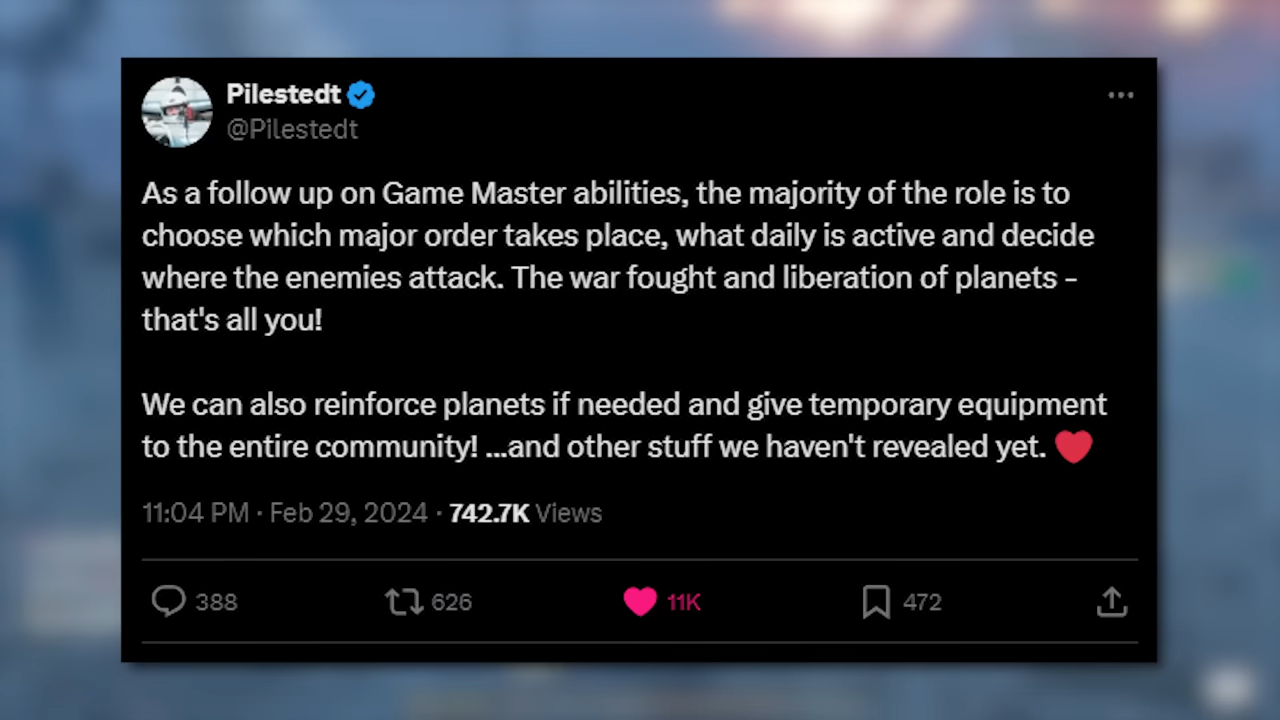 Pilestedt
@Pilestedt
As a follow up on Game Master abilities, the majority of the role is to
choose which major order takes place, what daily is active and decide
where the enemies attack. The war fought and liberation of planets -
that's all you!
We can also reinforce planets if needed and give temporary equipment
to the entire community! ...and other stuff we haven't revealed yet. ❤️
11:04 PM · Feb 29, 2024 · 742.7K Views
388 626 11K 472